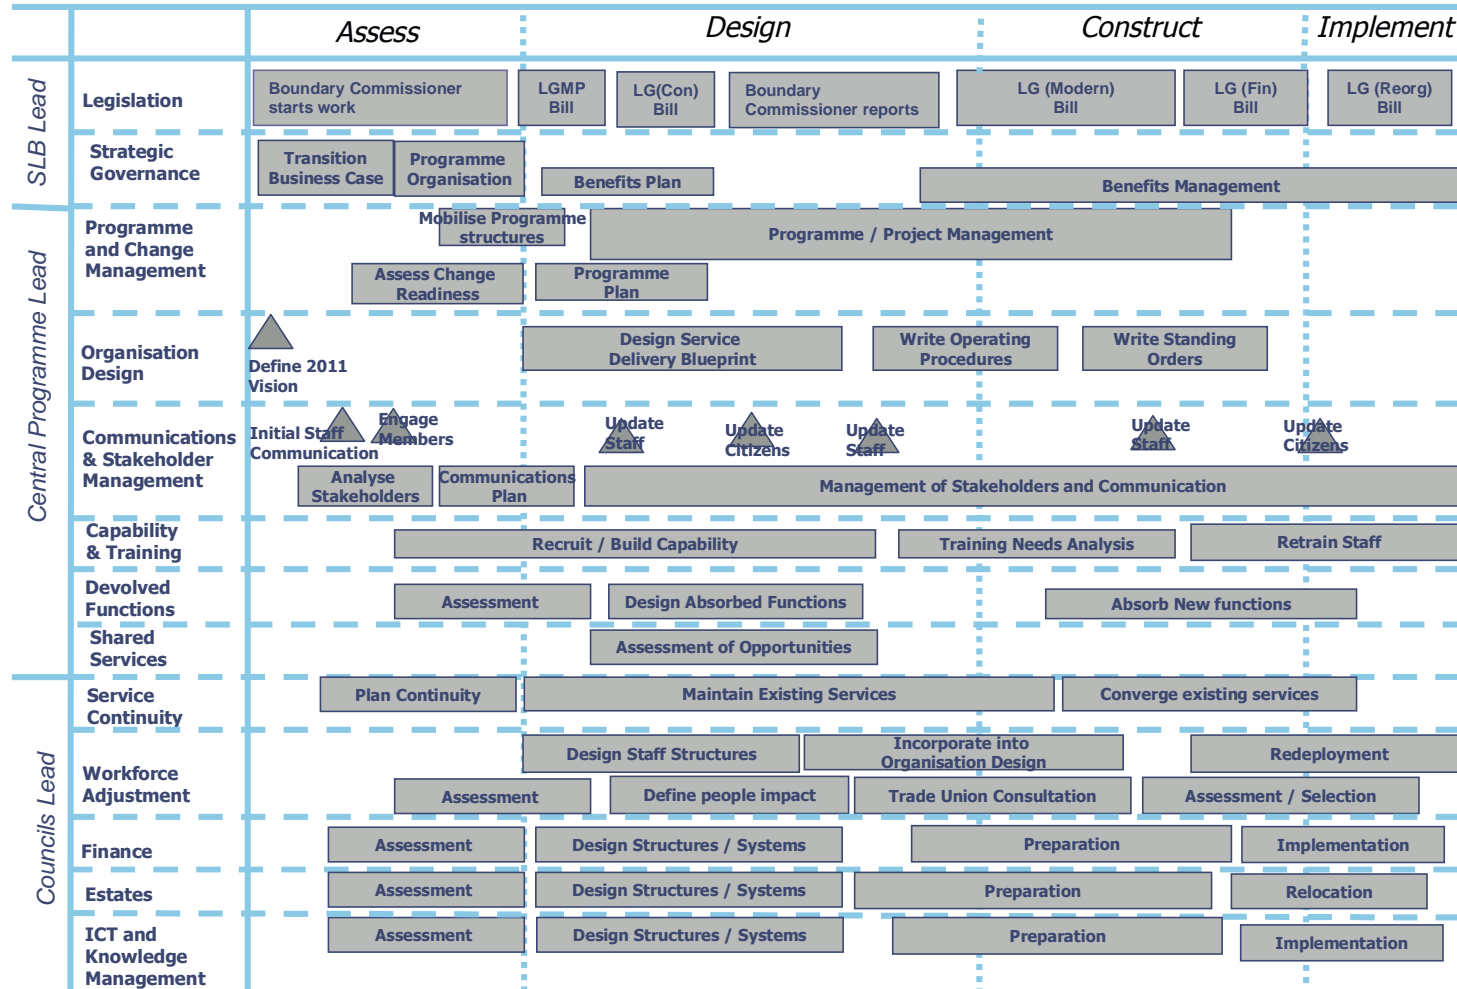 Assess
Design
Construct
Implement
SLB Lead
Legislation
Boundary Commissioner
starts work
LGMP
Bill
LG(Con)
Bill
Boundary
Commissioner reports
LG (Modern)
Bill
LG (Fin)
Bill
LG (Reorg)
Bill
Strategic
Governance
Transition
Business Case
Programme
Organisation
Benefits Plan
Benefits Management
Central Programme Lead
Programme
and Change
Management
Mobilise Programme
structures
Programme / Project Management
Assess Change
Readiness
Programme
Plan
Organisation
Design
Define 2011
Vision
Design Service
Delivery Blueprint
Write Operating
Procedures
Write Standing
Orders
Communications
& Stakeholder
Management
Initial Staff
Communication
Engage
Members
Update
Staff
Update
Citizens
Update
Staff
Update
Staff
Update
Citizens
Analyse
Stakeholders
Communications
Plan
Management of Stakeholders and Communication
Capability
& Training
Recruit / Build Capability
Training Needs Analysis
Retrain Staff
Devolved
Functions
Assessment
Design Absorbed Functions
Absorb New functions
Shared
Services
Assessment of Opportunities
Councils Lead
Service
Continuity
Plan Continuity
Maintain Existing Services
Converge existing services
Workforce
Adjustment
Design Staff Structures
Incorporate into
Organisation Design
Redeployment
Assessment
Define people impact
Trade Union Consultation
Assessment / Selection
Finance
Assessment
Design Structures / Systems
Preparation
Implementation
Estates
Assessment
Design Structures / Systems
Preparation
Relocation
ICT and
Knowledge
Management
Assessment
Design Structures / Systems
Preparation
Implementation